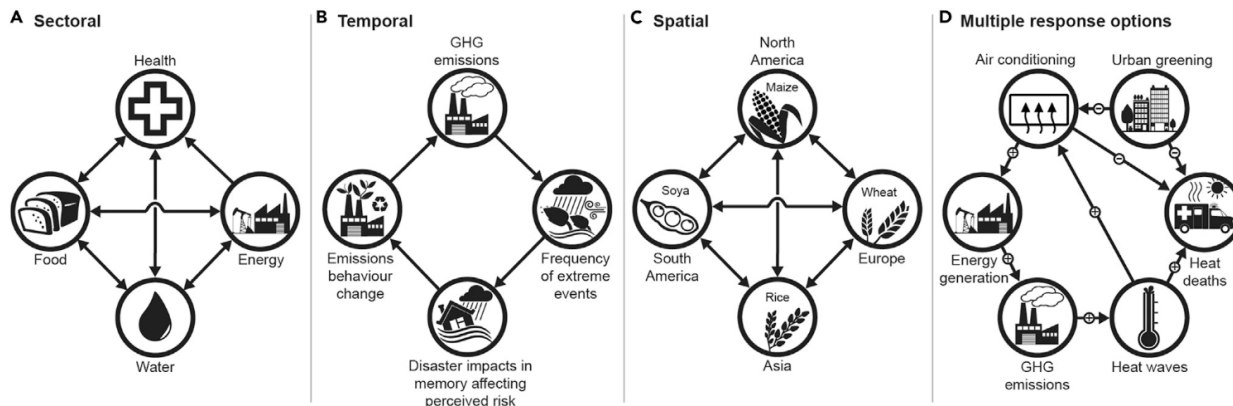 A Sectoral
Health
Food
Energy
Water
B Temporal
GHG
emissions
Emissions
behaviour
change
Frequency
of extreme
events
Disaster impacts in
memory affecting
perceived risk
C Spatial
North
America
Maize
Soya
South
America
Wheat
Europe
Rice
Asia
D Multiple response options
Air conditioning
Urban greening
Energy
generation
Heat
deaths
GHG
emissions
Heat waves